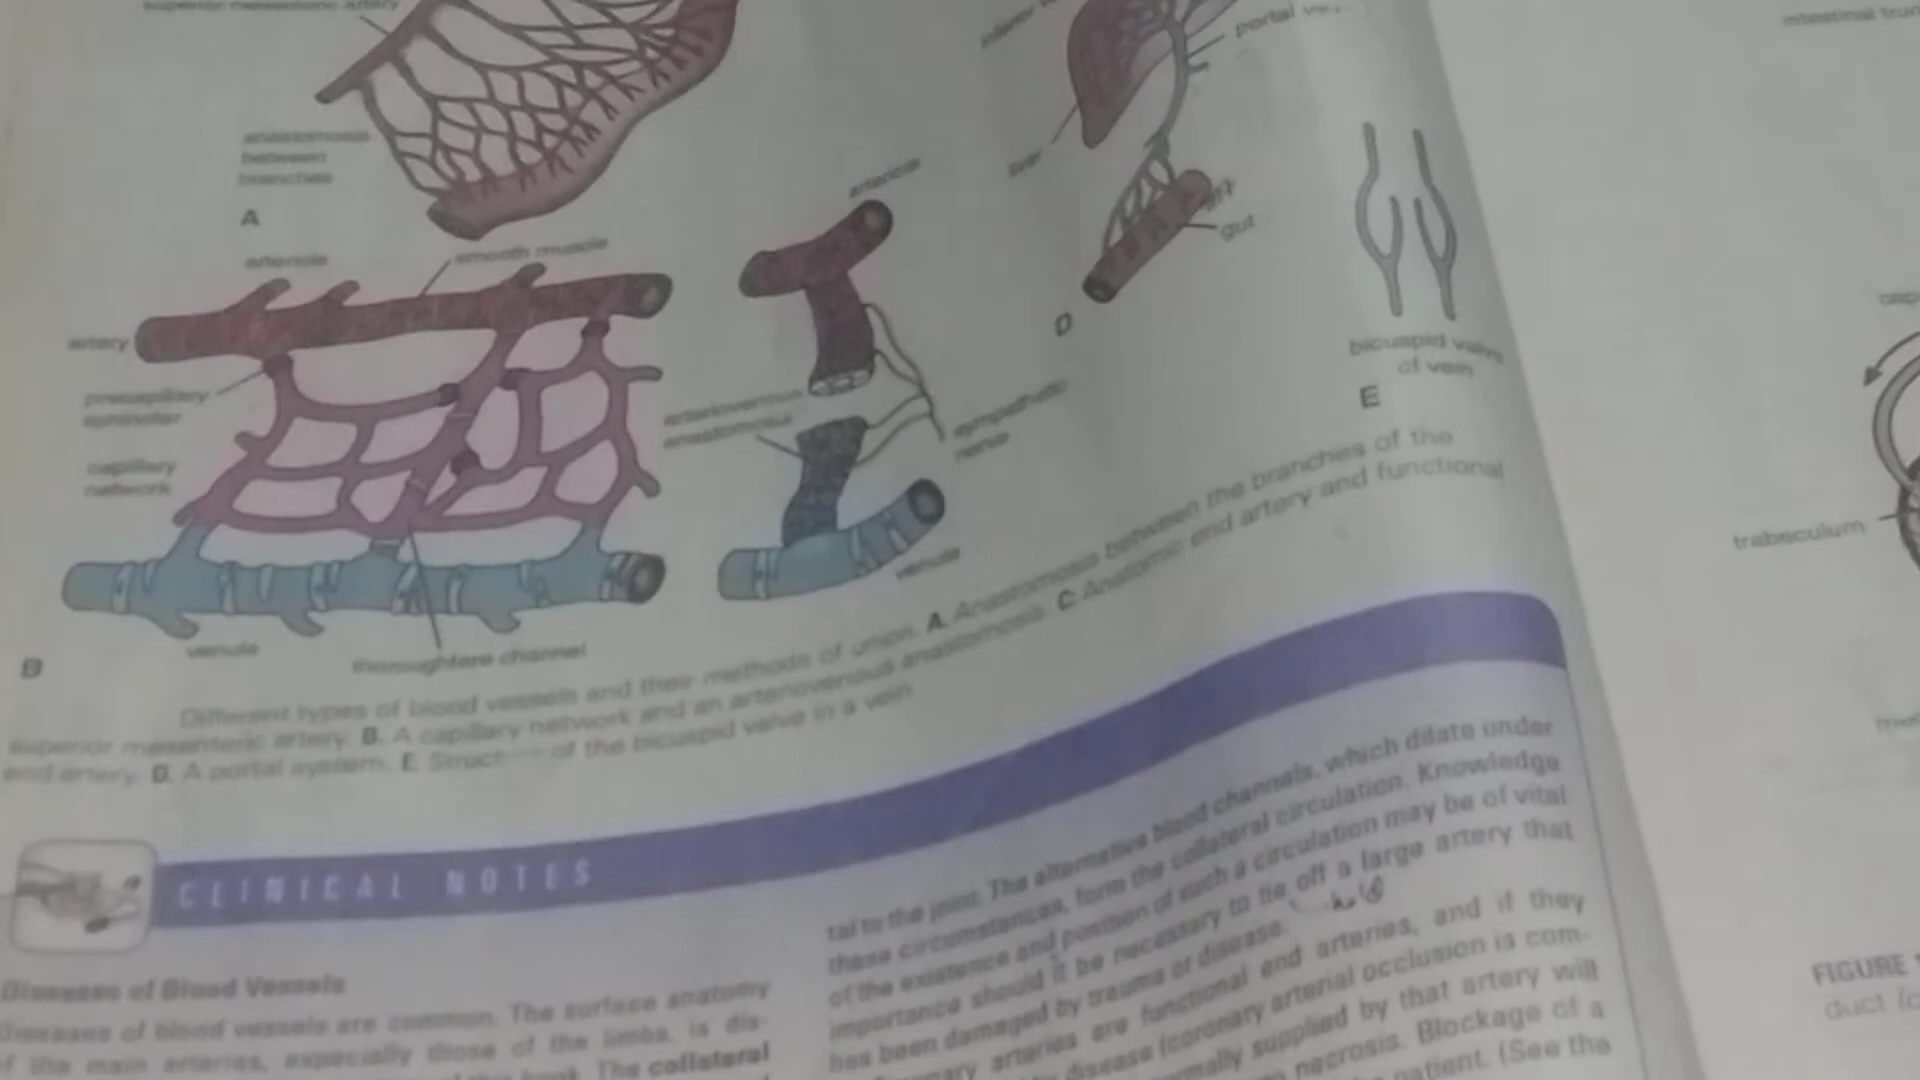 superior mesenteric artery
anastomosis
between
branches
A
arteriole
smooth muscle
artery
precapillary
sphincter
capillary
network
venule
thoroughfare channel
B
arteriole
arteriovenous
anastomosis
sympathetic
nerve
venule
portal
liver
gut
D
bicuspid valve
of vein
E
Different types of blood vessels and their methods of union. A. Anastomosis between the branches of the
superior mesenteric artery. B. A capillary network and an arteriovenous anastomosis. C. Anatomic end artery and functional
end artery. D. A portal system. E. Struct of the bicuspid valve in a vein.
CLINICAL NOTES
Diseases of Blood Vessels
Diseases of blood vessels are common. The surface anatomy
of the main arteries, especially those of the limbs, is dis-
book. The collateral
tal to the joint. The alternative blood channels, which dilate under
these circumstances, form the collateral circulation. Knowledge
of the existence and position of such a circulation may be of vital
importance should it be necessary to tie off a large artery that
has been damaged by trauma or disease.
arteries are functional end arteries, and if they
disease (coronary arterial occlusion is com-
supplied by that artery will
necrosis. Blockage of a
patient. (See the
intestinal
trabeculum
FIGURE
duct